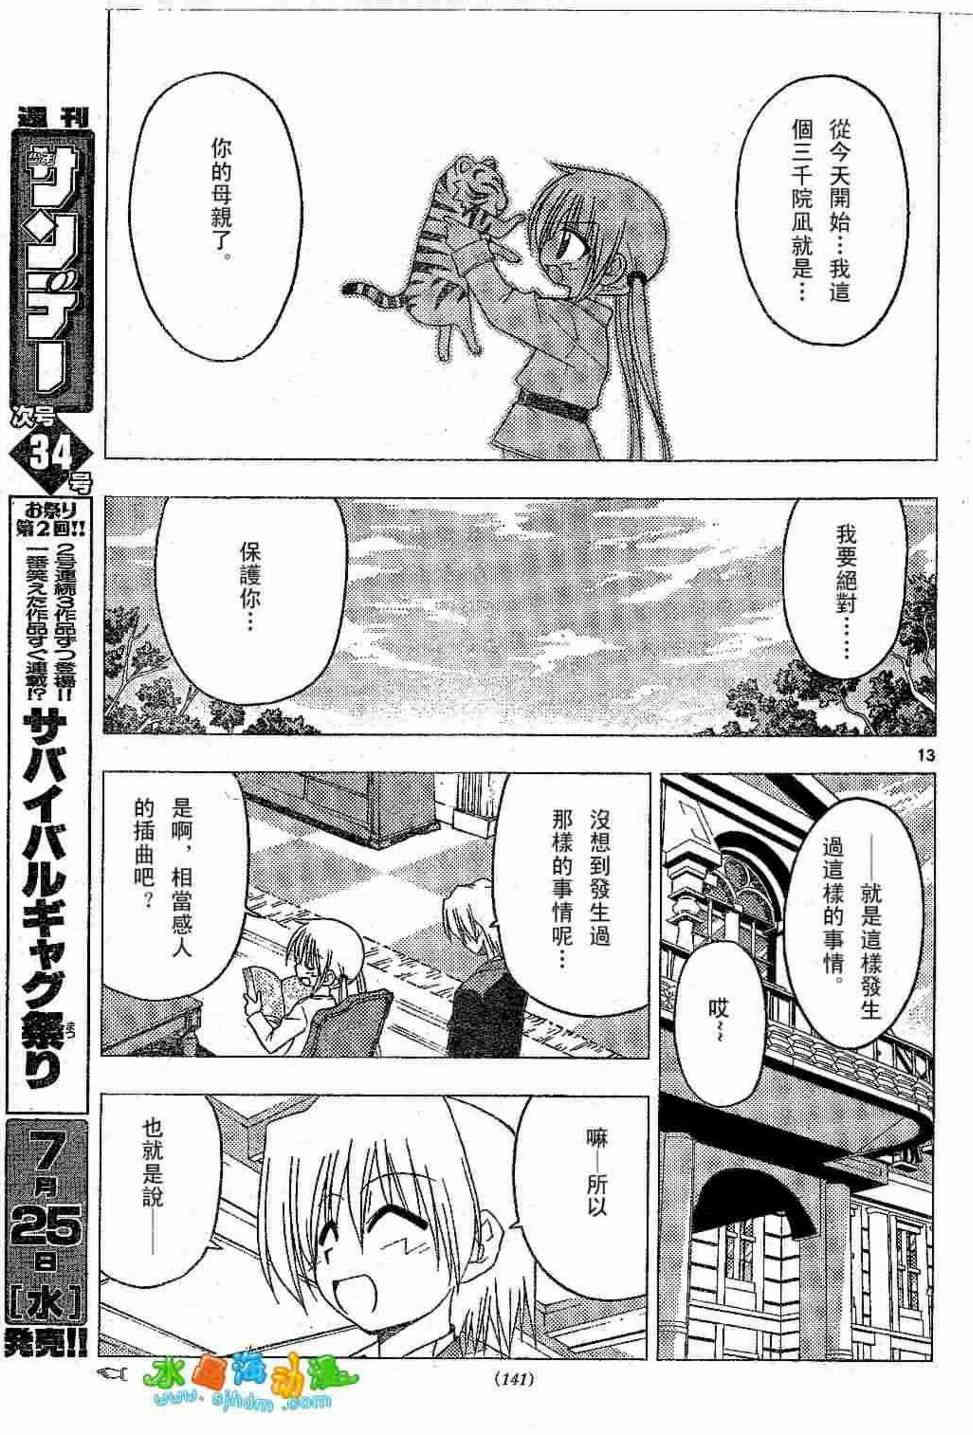 從今天開始…我這
個三千院凪就是…
你的母親了。
我要絕對……
保護你…
13
——就是這樣發生
過這樣的事情。
哎~
沒想到發生過
那樣的事情呢…
是啊，相當感人
的插曲吧？
嘛—所以
也就是說——
(141)
週刊
少年
サンデー
次号
34
号
お祭り
第2回!!
2号連続3作品ずつ登場!!
一番笑えた作品すぐ連載!?
サバイバルギャグ祭り
まつ
7
月
25
日
[水]
発売!!
水晶海动漫
www.sjhdm.com